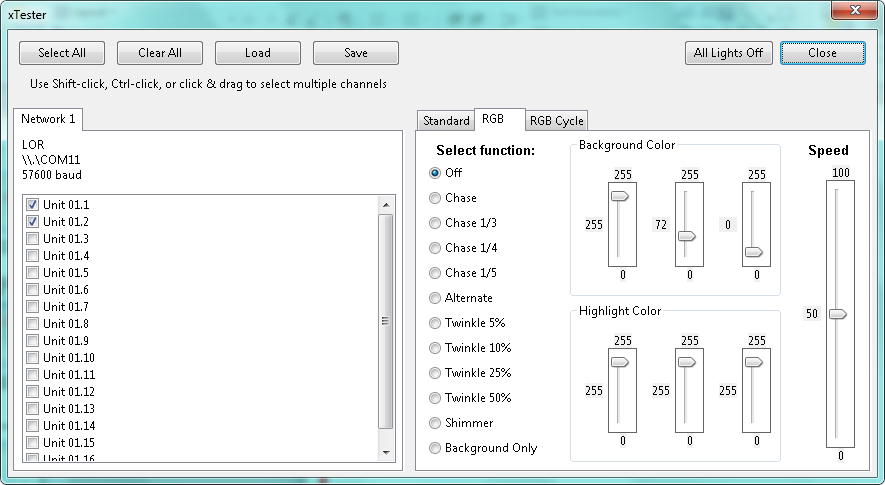 xTester
Select All Clear All Load Save All Lights Off Close
Use Shift-click, Ctrl-click, or click & drag to select multiple channels
Network 1
LOR
\\.\COM11
57600 baud
Unit 01.1
Unit 01.2
Unit 01.3
Unit 01.4
Unit 01.5
Unit 01.6
Unit 01.7
Unit 01.8
Unit 01.9
Unit 01.10
Unit 01.11
Unit 01.12
Unit 01.13
Unit 01.14
Unit 01.15
Unit 01.16
Standard RGB RGB Cycle
Select function:
Off
Chase
Chase 1/3
Chase 1/4
Chase 1/5
Alternate
Twinkle 5%
Twinkle 10%
Twinkle 25%
Twinkle 50%
Shimmer
Background Only
Background Color
255 255 255
255 72 0
0 0 0
Highlight Color
255 255 255
255 255 255
0 0 0
Speed
100
50
0